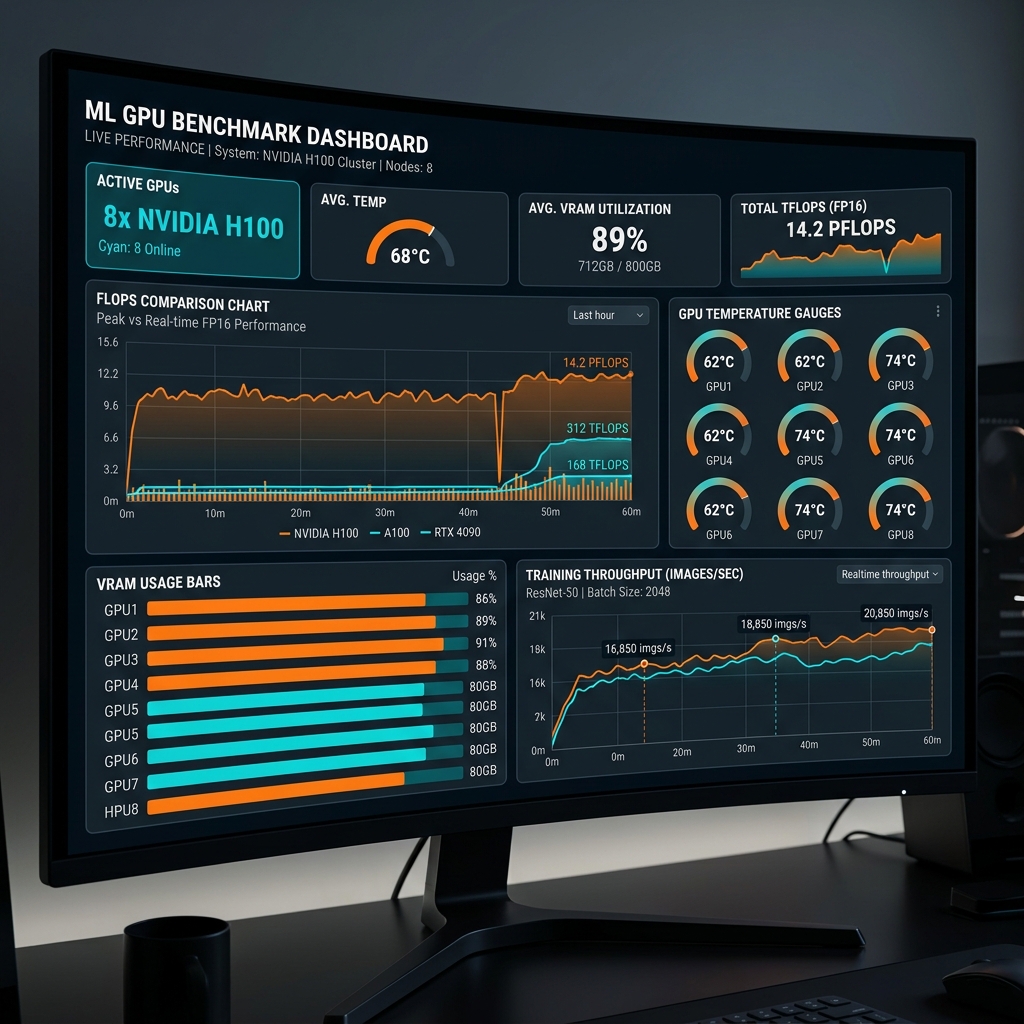 ML GPU BENCHMARK DASHBOARD
LIVE PERFORMANCE | System: NVIDIA H100 Cluster | Nodes: 8
ACTIVE GPUs
8x NVIDIA H100
Cyan: 8 Online
AVG. TEMP
68°C
AVG. VRAM UTILIZATION
89%
712GB / 800GB
TOTAL TFLOPS (FP16)
14.2 PFLOPS
FLOPS COMPARISON CHART
Peak vs Real-time FP16 Performance
Last hour
15.6
12.2
9.6
6.6
3.2
0m
14.2 PFLOPS
312 TFLOPS
168 TFLOPS
0m 10m 20m 30m 40m 50m 60m
NVIDIA H100 A100 RTX 4090
GPU TEMPERATURE GAUGES
62°C 62°C 74°C
GPU1 GPU2 GPU3
62°C 74°C 74°C
GPU4 GPU5 GPU6
62°C 74°C 74°C
GPU6 GPU7 GPU8
VRAM USAGE BARS Usage %
GPU1 86%
GPU2 89%
GPU3 91%
GPU4 88%
GPU5 80GB
GPU5 80GB
GPU6 80GB
GPU7 80GB
HPU8 80GB
TRAINING THROUGHPUT (IMAGES/SEC)
ResNet-50 | Batch Size: 2048
Realtime throughput
21k
18k
16k
2k
0m
16,850 imgs/s
18,850 imgs/s
20,850 imgs/s
0m 0m 20m 30m 40m 50m 60m